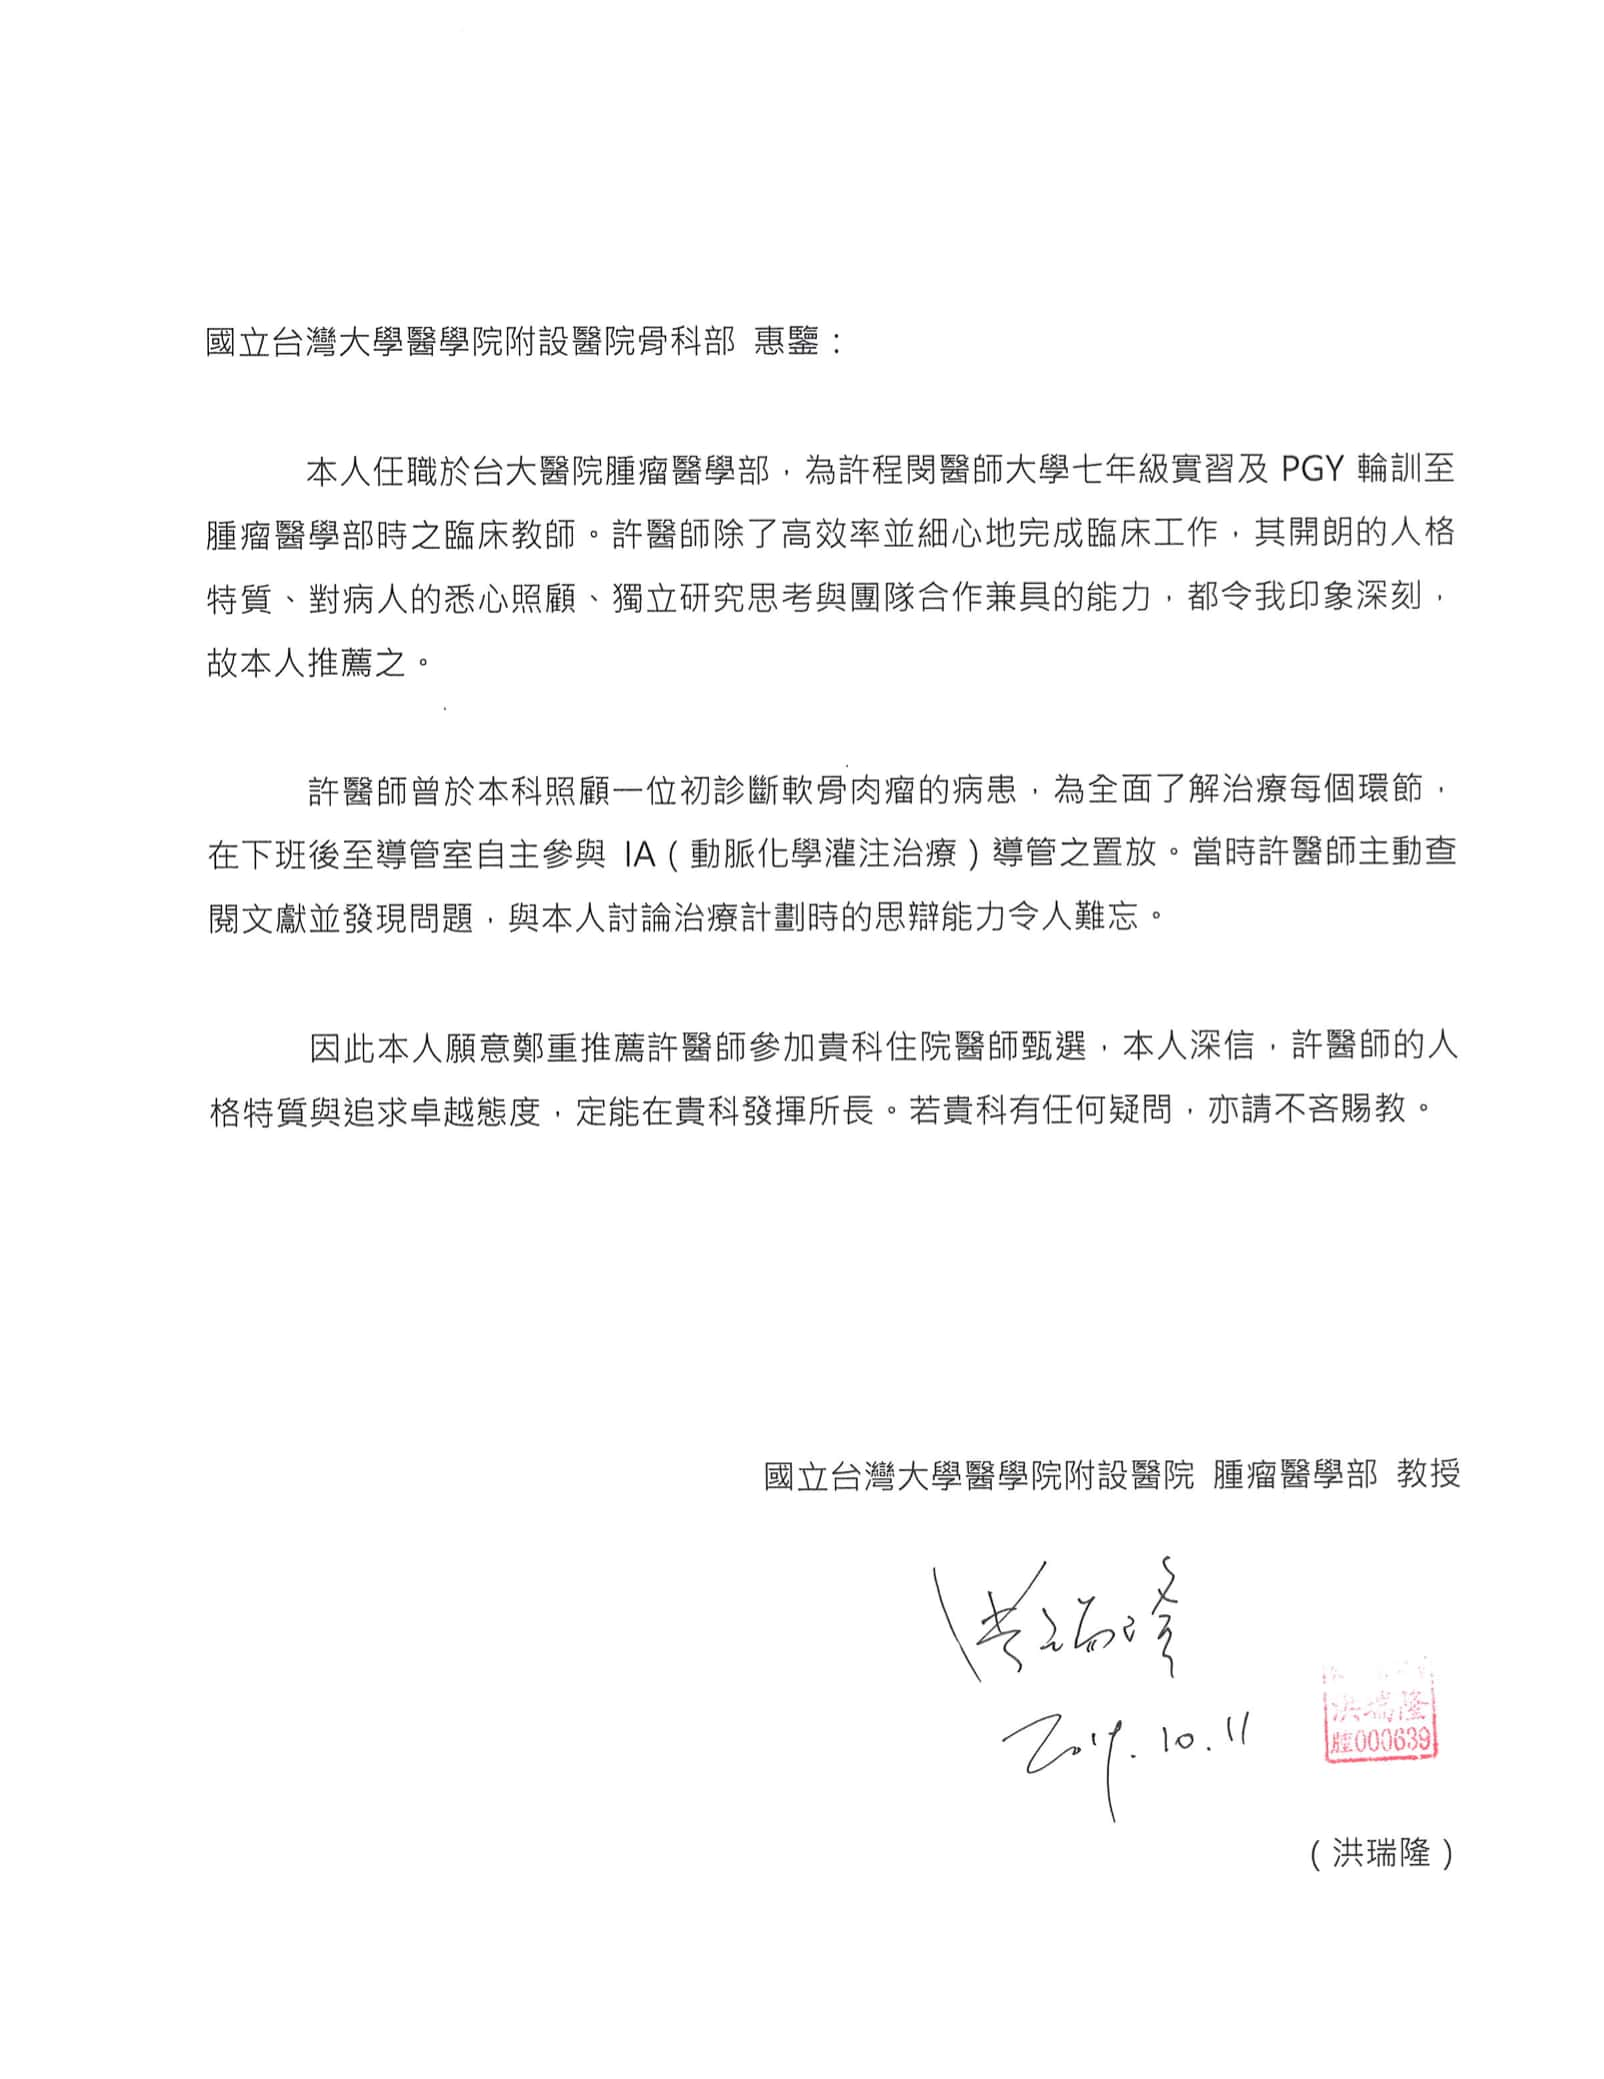 國立台灣大學醫學院附設醫院骨科部 惠鑒：
本人任職於台大醫院腫瘤醫學部，為許程閔醫師大學七年級實習及 PGY 輪訓至
腫瘤醫學部時之臨床教師。許醫師除了高效率並細心地完成臨床工作，其開朗的人格
特質、對病人的悉心照顧、獨立研究思考與團隊合作兼具的能力，都令我印象深刻，
故本人推薦之。
許醫師曾於本科照顧一位初診斷軟骨肉瘤的病患，為全面了解治療每個環節，
在下班後至導管室自主參與 IA（動脈化學灌注治療）導管之置放。當時許醫師主動查
閱文獻並發現問題，與本人討論治療計劃時的思辯能力令人難忘。
因此本人願意鄭重推薦許醫師參加貴科住院醫師甄選，本人深信，許醫師的人
格特質與追求卓越態度，定能在貴科發揮所長。若貴科有任何疑問，亦請不吝賜教。
國立台灣大學醫學院附設醫院 腫瘤醫學部 教授
洪瑞隆
2019.10.11
洪瑞隆
000639
（洪瑞隆）